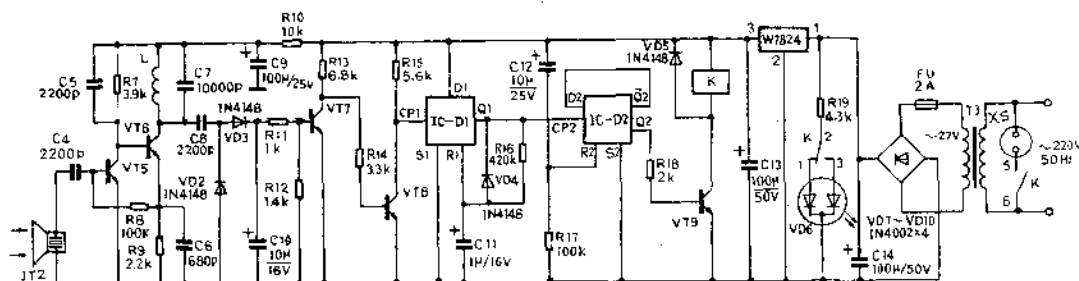 R10
10k
L
C5
2200p
R7
3.9k
C7
10000p
C9
100μ/25V
R13
6.8k
R15
5.6k
C12
10μ
25V
VD5
1N4148
K
3
W7824
1
2
FU
2A
T3
XS
~27V
~220V
50Hz
5
K
6
R19
4.3k
K
2
1
3
C4
2200p
VT6
VT5
1N4148
VD3
C8
2200p
R11
1k
VT7
CP1
D1
Q1
IC-D1
S1
R1
D2
Q2
CP2
IC-D2
Q2
R2
S2
R14
3.3k
R16
420k
VD4
1N4148
R18
2k
C13
100μ
50V
VD2
1N4148
R12
1.4k
VT8
VT9
VD6
VD7~VD10
1N4002×4
R8
100K
R9
2.2k
C6
680p
C10
10μ
16V
C11
1μ/16V
R17
100k
C14
100μ/50V
JT2